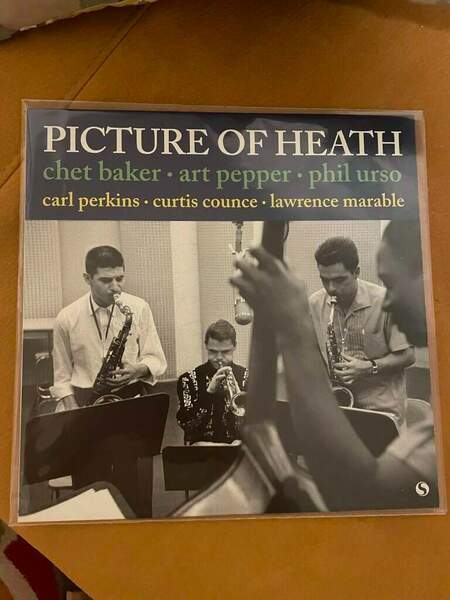 PICTURE OF HEATH
chet baker · art pepper · phil urso
carl perkins · curtis counce · lawrence marable